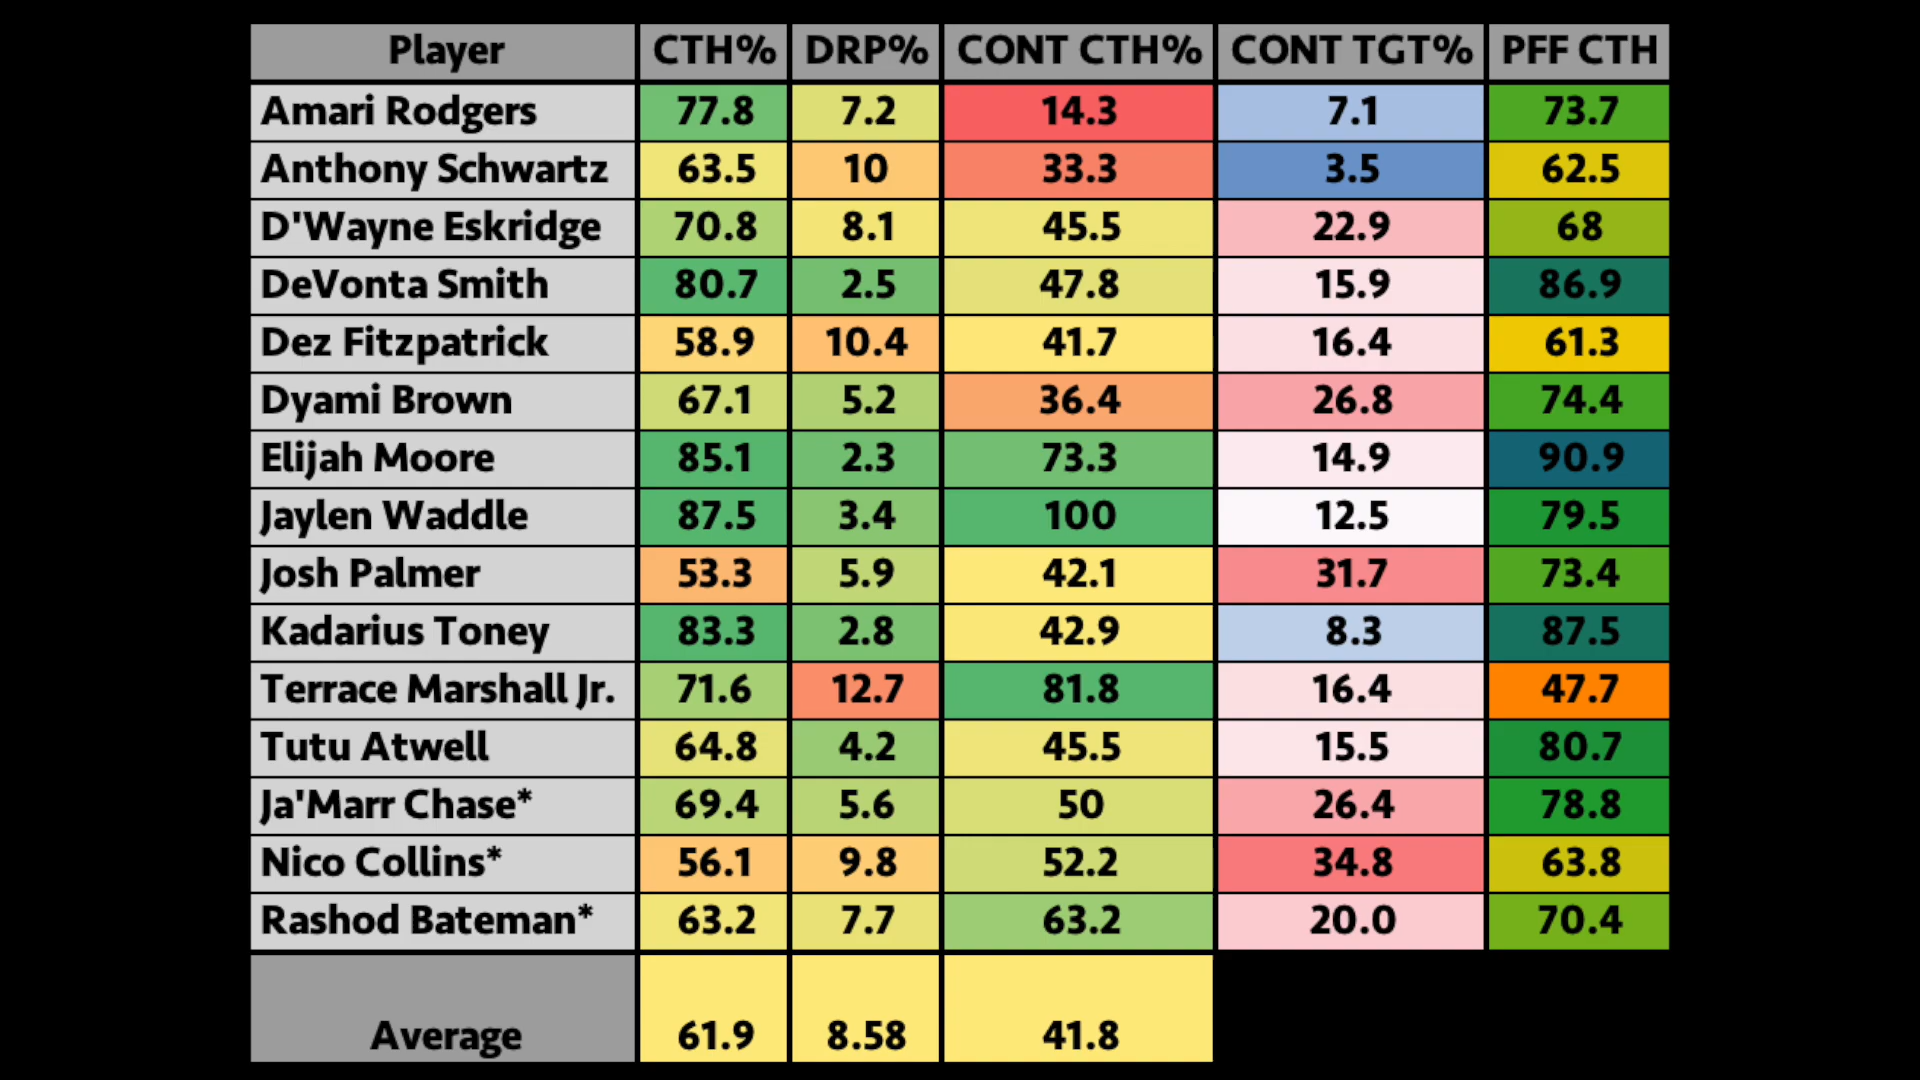 Player CTH% DRP% CONT CTH% CONT TGT% PFF CTH
Amari Rodgers 77.8 7.2 14.3 7.1 73.7
Anthony Schwartz 63.5 10 33.3 3.5 62.5
D'Wayne Eskridge 70.8 8.1 45.5 22.9 68
DeVonta Smith 80.7 2.5 47.8 15.9 86.9
Dez Fitzpatrick 58.9 10.4 41.7 16.4 61.3
Dyami Brown 67.1 5.2 36.4 26.8 74.4
Elijah Moore 85.1 2.3 73.3 14.9 90.9
Jaylen Waddle 87.5 3.4 100 12.5 79.5
Josh Palmer 53.3 5.9 42.1 31.7 73.4
Kadarius Toney 83.3 2.8 42.9 8.3 87.5
Terrace Marshall Jr. 71.6 12.7 81.8 16.4 47.7
Tutu Atwell 64.8 4.2 45.5 15.5 80.7
Ja'Marr Chase* 69.4 5.6 50 26.4 78.8
Nico Collins* 56.1 9.8 52.2 34.8 63.8
Rashod Bateman* 63.2 7.7 63.2 20.0 70.4
Average 61.9 8.58 41.8